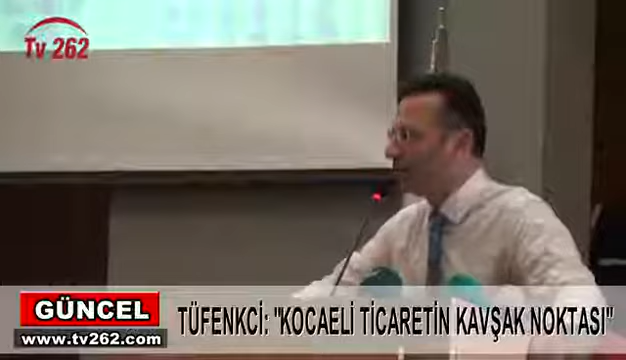 Tv 262
GÜNCEL
www.tv262.com
TÜFENKCİ: "KOCAELİ TİCARETİN KAVŞAK NOKTASI"